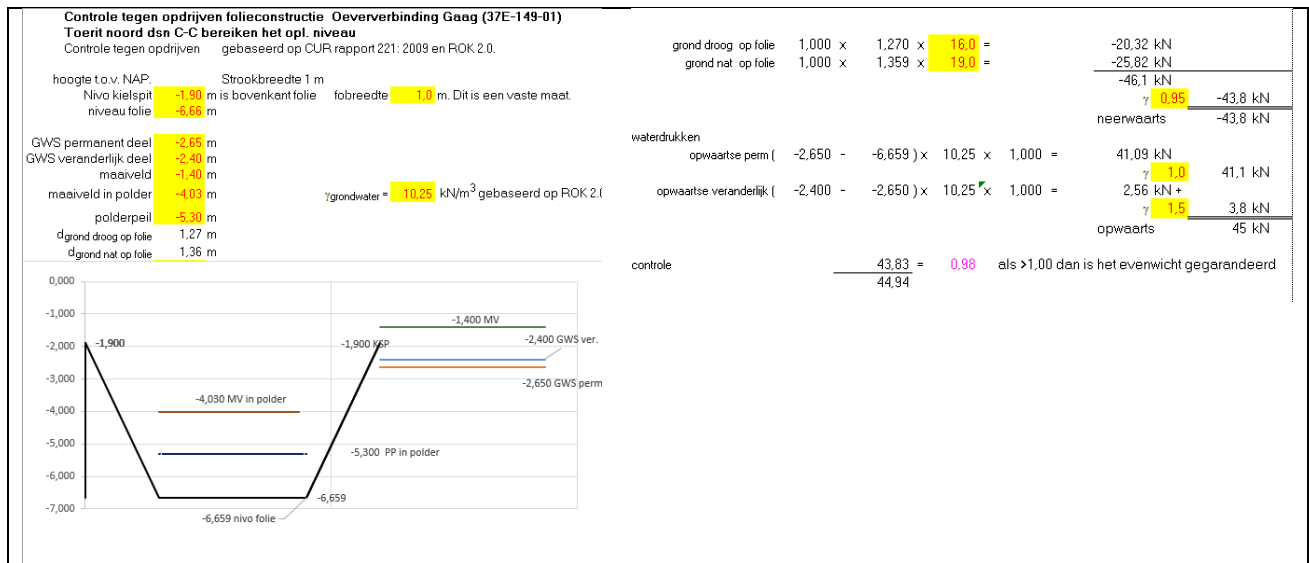 Controle tegen opdrijven folieconstructie Oeververbinding Gaag (37E-149-01)
Toerit noord dsn C-C bereiken het opl. niveau
Controle tegen opdrijven gebaseerd op CUR rapport 221: 2009 en ROK 2.0.
hoogte t.o.v. NAP. Strookbreedte 1 m
Nivo kielspit -1,90 m is bovenkant folie fobreedte 1,0 m. Dit is een vaste maat.
niveau folie -6,66 m
GWS permanent deel -2,65 m
GWS veranderlijk deel -2,40 m
maaiveld -1,40 m
maaiveld in polder -4,03 m γgrondwater = 10,25 kN/m3 gebaseerd op ROK 2.0
polderpeil -5,30 m
dgrond droog op folie 1,27 m
dgrond nat op folie 1,36 m
0,000
-1,000
-2,000
-3,000
-4,000
-5,000
-6,000
-7,000
-1,900
-1,900 KSP
-1,400 MV
-2,400 GWS ver.
-2,650 GWS perm
-4,030 MV in polder
-5,300 PP in polder
-6,659
-6,659 nivo folie
grond droog op folie 1,000 x 1,270 x 16,0 = -20,32 kN
grond nat op folie 1,000 x 1,359 x 19,0 = -25,82 kN
-46,1 kN
γ 0,95 -43,8 kN
neerwaarts -43,8 kN
waterdrukken
opwaartse perm ( -2,650 - -6,659 ) x 10,25 x 1,000 = 41,09 kN
γ 1,0 41,1 kN
opwaartse veranderlijk ( -2,400 - -2,650 ) x 10,25 x 1,000 = 2,56 kN +
γ 1,5 3,8 kN
opwaarts 45 kN
controle 43,83 = 0,98 als >1,00 dan is het evenwicht gegarandeerd
44,94